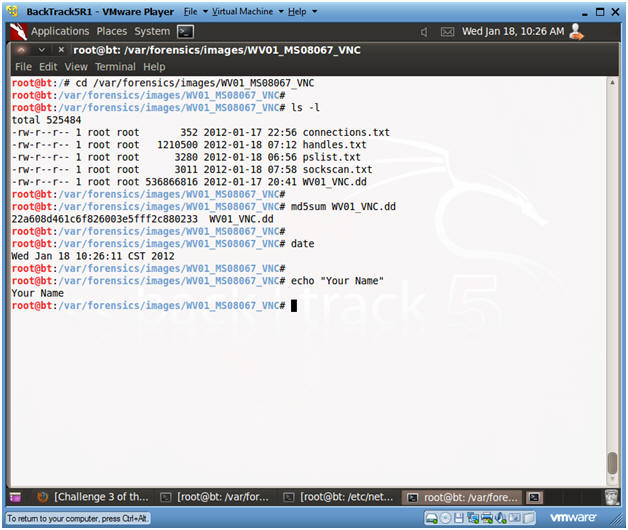 BackTrack5R1 - VMware Player File Virtual Machine Help
Applications Places System Wed Jan 18, 10:26 AM
root@bt: /var/forensics/images/WV01_MS08067_VNC
File Edit View Terminal Help
root@bt:/# cd /var/forensics/images/WV01_MS08067_VNC
root@bt:/var/forensics/images/WV01_MS08067_VNC#
root@bt:/var/forensics/images/WV01_MS08067_VNC# ls -l
total 525484
-rw-r--r-- 1 root root 352 2012-01-17 22:56 connections.txt
-rw-r--r-- 1 root root 1210500 2012-01-18 07:12 handles.txt
-rw-r--r-- 1 root root 3280 2012-01-18 06:56 pslist.txt
-rw-r--r-- 1 root root 3011 2012-01-18 07:58 sockscan.txt
-rw-r--r-- 1 root root 536866816 2012-01-17 20:41 WV01_VNC.dd
root@bt:/var/forensics/images/WV01_MS08067_VNC#
root@bt:/var/forensics/images/WV01_MS08067_VNC# md5sum WV01_VNC.dd
22a608d461c6f826003e5fff2c880233 WV01_VNC.dd
root@bt:/var/forensics/images/WV01_MS08067_VNC#
root@bt:/var/forensics/images/WV01_MS08067_VNC# date
Wed Jan 18 10:26:11 CST 2012
root@bt:/var/forensics/images/WV01_MS08067_VNC#
root@bt:/var/forensics/images/WV01_MS08067_VNC# echo "Your Name"
Your Name
root@bt:/var/forensics/images/WV01_MS08067_VNC#
back track 5
[Challenge 3 of th... [root@bt: /var/for... [root@bt: /etc/net... root@bt: /var/fore...
To return to your computer, press Ctrl+Alt. vmware